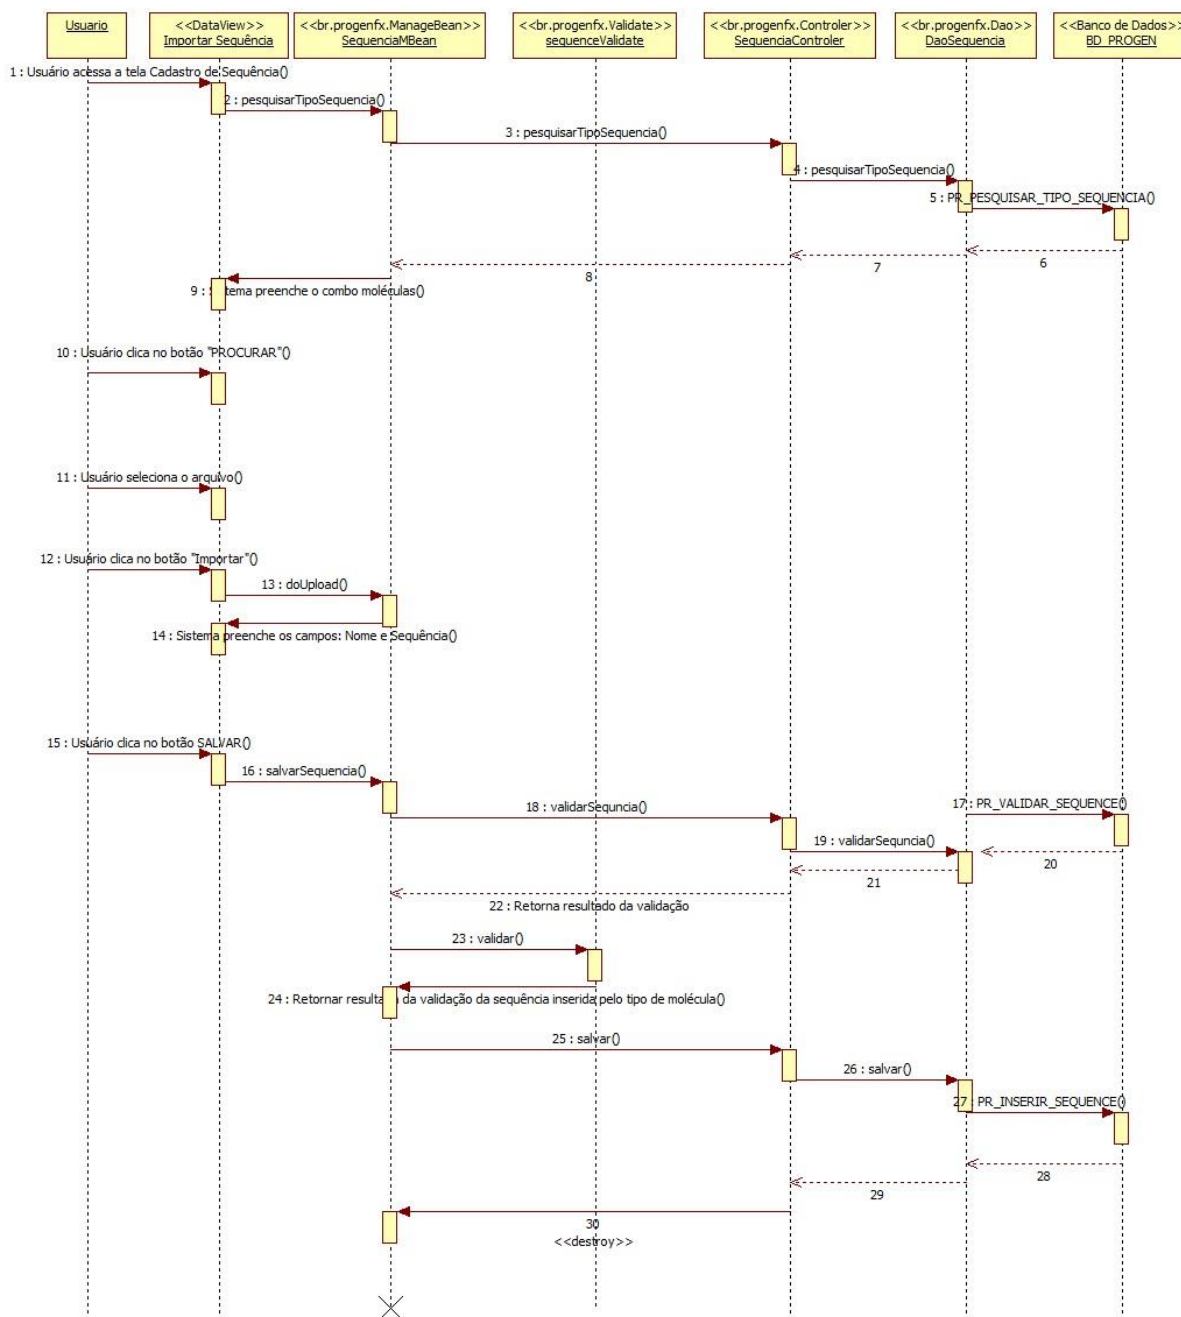 Usuario
<<DataView>>
Importar Sequência
<<br.progenfx.ManageBean>>
SequenciaMBean
<<br.progenfx.Validate>>
sequenceValidate
<<br.progenfx.Controler>>
SequenciaControler
<<br.progenfx.Dao>>
DaoSequencia
<<Banco de Dados>>
BD_PROGEN
1 : Usuário acessa a tela Cadastro de Sequência()
2 : pesquisarTipoSequencia()
3 : pesquisarTipoSequencia()
4 : pesquisarTipoSequencia()
5 : PR_PESQUISAR_TIPO_SEQUENCIA()
6
7
8
9 : Sistema preenche o combo moléculas()
10 : Usuário clica no botão "PROCURAR"()
11 : Usuário seleciona o arquivo()
12 : Usuário clica no botão "Importar"()
13 : doUpload()
14 : Sistema preenche os campos: Nome e Sequência()
15 : Usuário clica no botão SALVAR()
16 : salvarSequencia()
17 : PR_VALIDAR_SEQUENCE()
18 : validarSequncia()
19 : validarSequncia()
20
21
22 : Retorna resultado da validação
23 : validar()
24 : Retornar resultado da validação da sequência inserida pelo tipo de molécula()
25 : salvar()
26 : salvar()
27 : PR_INSERIR_SEQUENCE()
28
29
30
<<destroy>>